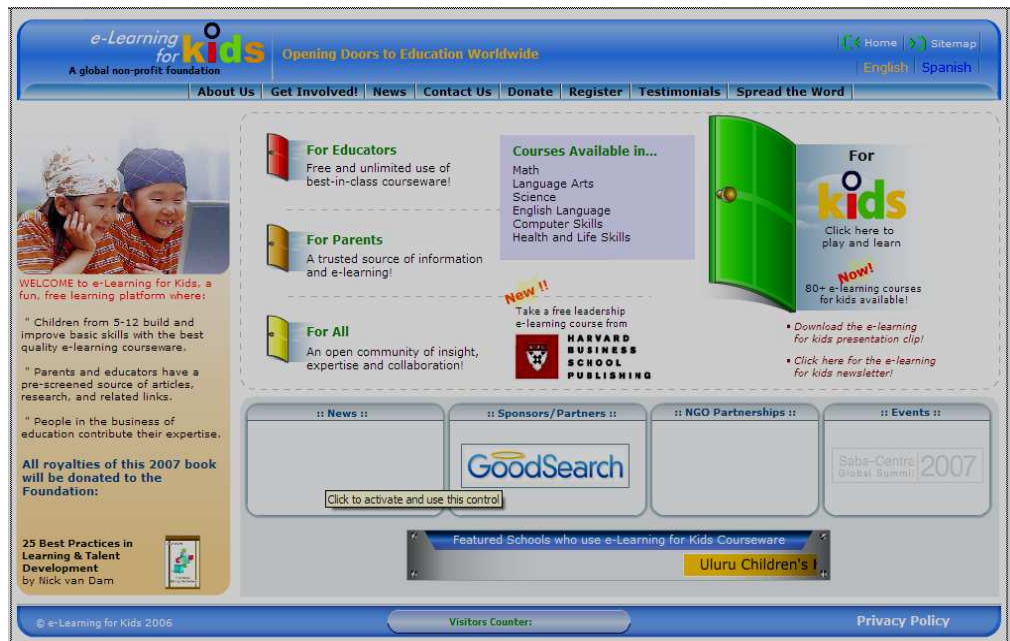 e-Learning
for kids
A global non-profit foundation
Opening Doors to Education Worldwide
Home Sitemap
English Spanish
About Us Get Involved! News Contact Us Donate Register Testimonials Spread the Word
WELCOME to e-Learning for Kids, a
fun, free learning platform where:
" Children from 5-12 build and
improve basic skills with the best
quality e-learning courseware.
" Parents and educators have a
pre-screened source of articles,
research, and related links.
" People in the business of
education contribute their expertise.
All royalties of this 2007 book
will be donated to the
Foundation:
25 Best Practices in
Learning & Talent
Development
by Nick van Dam
For Educators
Free and unlimited use of
best-in-class courseware!
For Parents
A trusted source of information
and e-learning!
For All
An open community of insight,
expertise and collaboration!
Courses Available in...
Math
Language Arts
Science
English Language
Computer Skills
Health and Life Skills
New !!
Take a free leadership
e-learning course from
HARVARD
BUSINESS
SCHOOL
PUBLISHING
For
kids
Click here to
play and learn
Now!
80+ e-learning courses
for kids available!
Download the e-learning
for kids presentation clip!
Click here for the e-learning
for kids newsletter!
:: News ::
:: Sponsors/Partners ::
:: NGO Partnerships ::
:: Events ::
GoodSearch
Saba-Centra
Global Summit 2007
Click to activate and use this control
Featured Schools who use e-Learning for Kids Courseware
Uluru Children's
© e-Learning for Kids 2006
Visitors Counter:
Privacy Policy